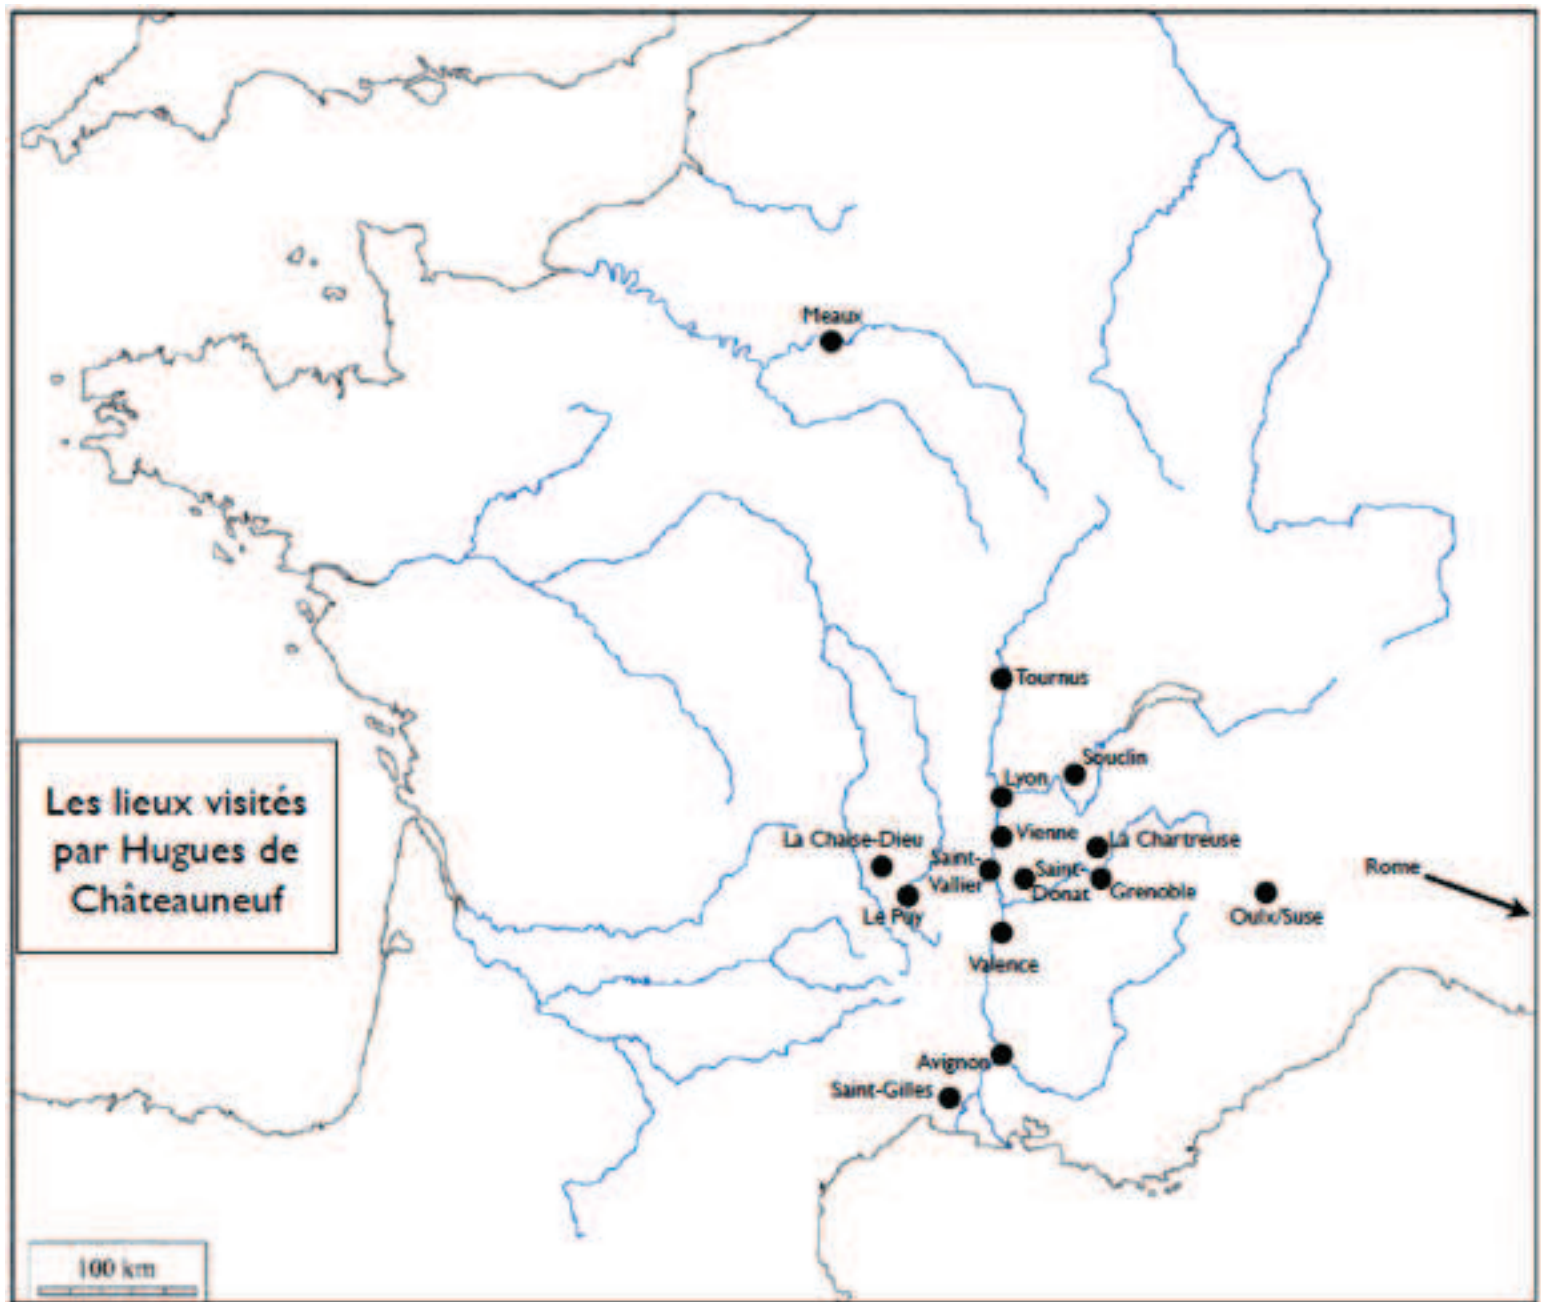 Meaux
Tournus
Souclin
Lyon
Vienne
La Chartreuse
La Chaise-Dieu
Saint-
Vallier
Saint-
Donat
Grenoble
Le Puy
Rome
Oulx/Suse
Valence
Avignon
Saint-Gilles
Les lieux visités
par Hugues de
Châteauneuf
100 km